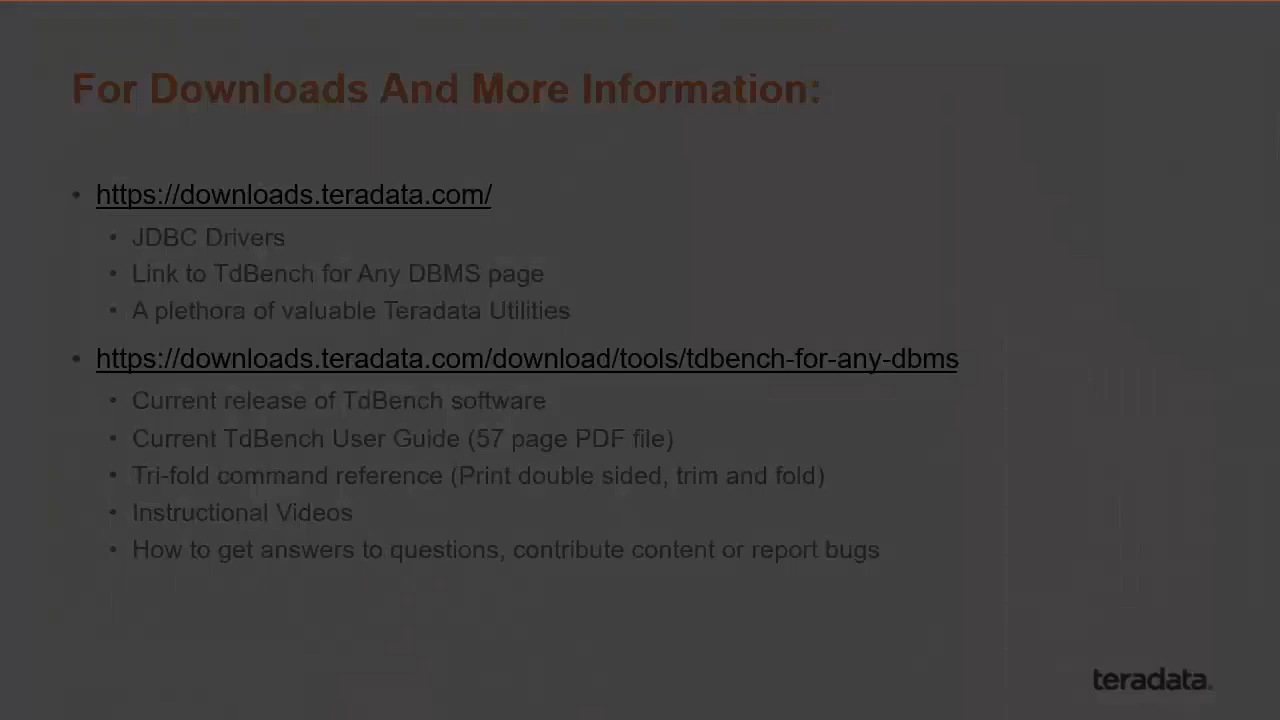 For Downloads And More Information:
• https://downloads.teradata.com/
• JDBC Drivers
• Link to TdBench for Any DBMS page
• A plethora of valuable Teradata Utilities
• https://downloads.teradata.com/download/tools/tdbench-for-any-dbms
• Current release of TdBench software
• Current TdBench User Guide (57 page PDF file)
• Tri-fold command reference (Print double sided, trim and fold)
• Instructional Videos
• How to get answers to questions, contribute content or report bugs
teradata.